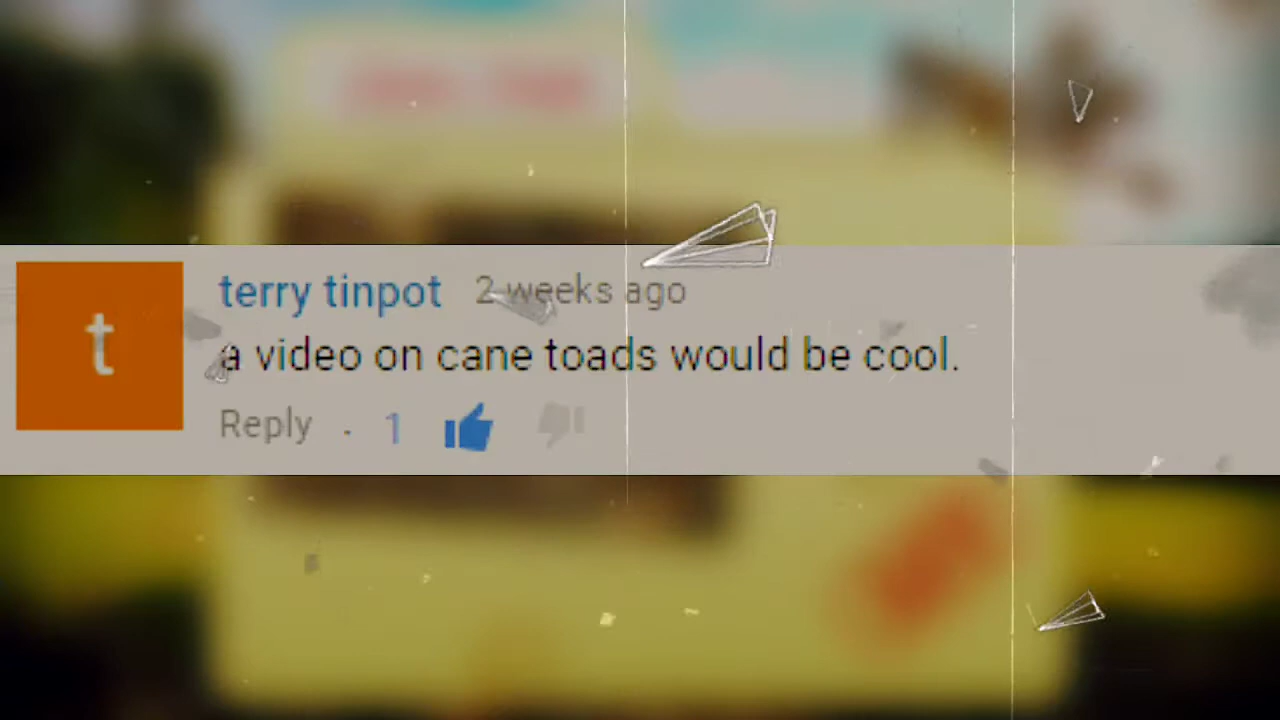 t
terry tinpot 2 weeks ago
a video on cane toads would be cool.
Reply · 1